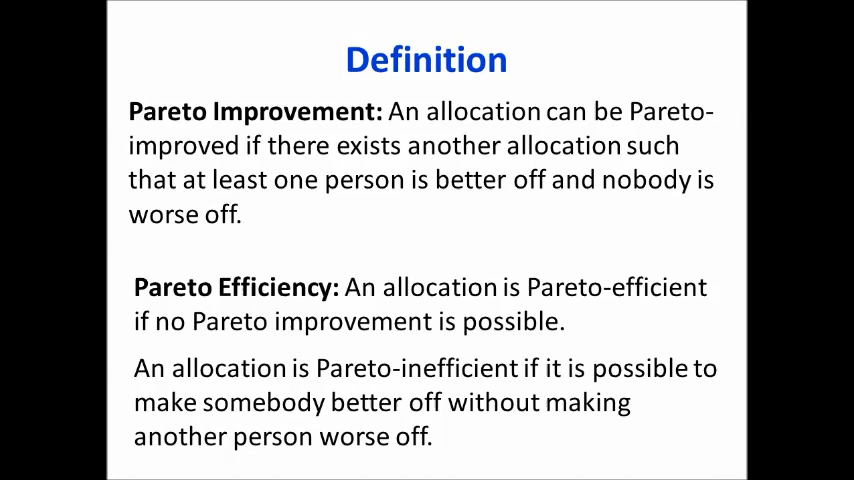 Definition
Pareto Improvement: An allocation can be Pareto-
improved if there exists another allocation such
that at least one person is better off and nobody is
worse off.
Pareto Efficiency: An allocation is Pareto-efficient
if no Pareto improvement is possible.
An allocation is Pareto-inefficient if it is possible to
make somebody better off without making
another person worse off.